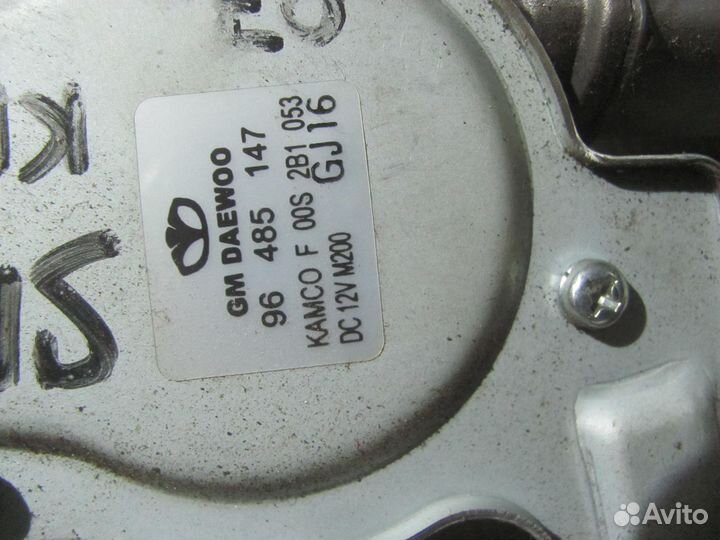 GM DAEWOO
96 485 147
KAMCO F 00S 2B1 053
DC 12V M200 GJ16
Avito